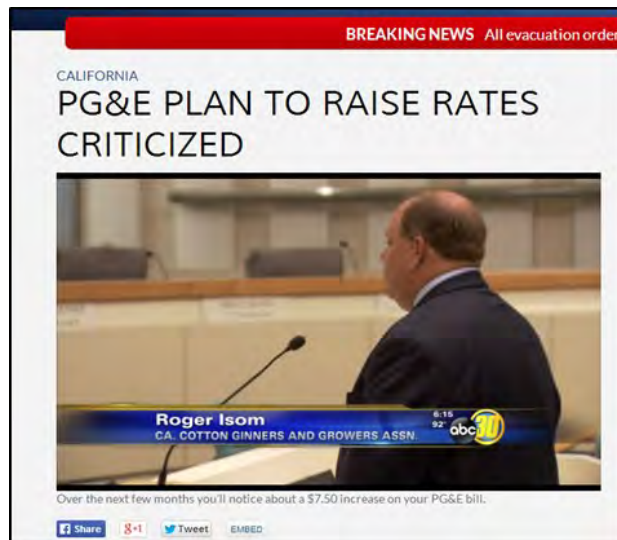 BREAKING NEWS All evacuation order
CALIFORNIA
PG&E PLAN TO RAISE RATES
CRITICIZED
Roger Isom
CA. COTTON GINNERS AND GROWERS ASSN.
6:15
92°
abc 30
Over the next few months you'll notice about a $7.50 increase on your PG&E bill.
Share g+1 Tweet EMBED